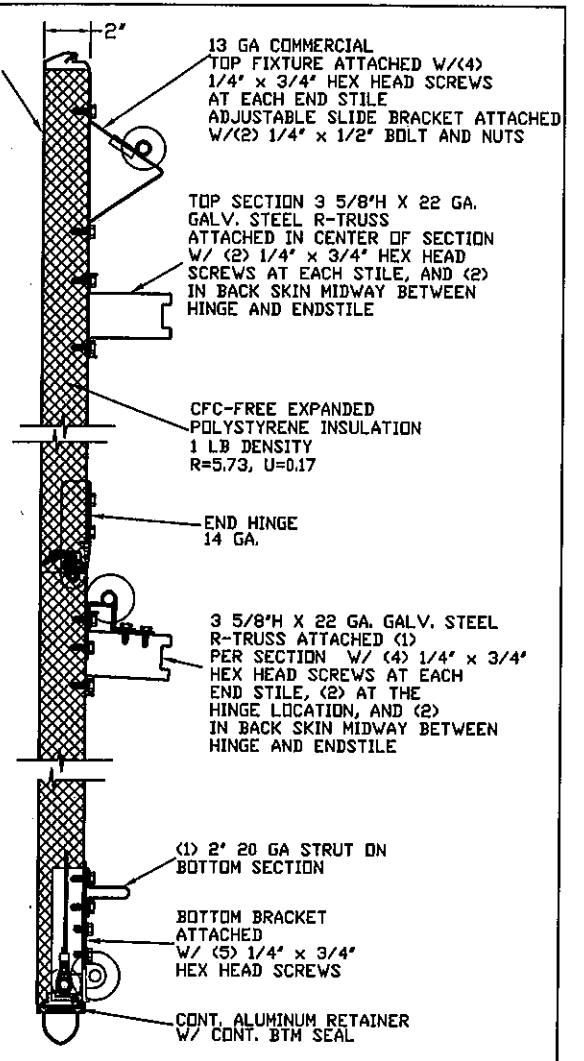 2"
13 GA COMMERCIAL
TOP FIXTURE ATTACHED W/(4)
1/4" x 3/4" HEX HEAD SCREWS
AT EACH END STILE
ADJUSTABLE SLIDE BRACKET ATTACHED
W/(2) 1/4" x 1/2" BOLT AND NUTS
TOP SECTION 3 5/8"H X 22 GA.
GALV. STEEL R-TRUSS
ATTACHED IN CENTER OF SECTION
W/ (2) 1/4" x 3/4" HEX HEAD
SCREWS AT EACH STILE, AND (2)
IN BACK SKIN MIDWAY BETWEEN
HINGE AND ENDSTILE
CFC-FREE EXPANDED
POLYSTYRENE INSULATION
1 LB DENSITY
R=5.73, U=0.17
END HINGE
14 GA.
3 5/8"H X 22 GA. GALV. STEEL
R-TRUSS ATTACHED (1)
PER SECTION W/ (4) 1/4" x 3/4"
HEX HEAD SCREWS AT EACH
END STILE, (2) AT THE
HINGE LOCATION, AND (2)
IN BACK SKIN MIDWAY BETWEEN
HINGE AND ENDSTILE
(1) 2" 20 GA STRUT ON
BOTTOM SECTION
BOTTOM BRACKET
ATTACHED
W/ (5) 1/4" x 3/4"
HEX HEAD SCREWS
CONT. ALUMINUM RETAINER
W/ CONT. BTM SEAL